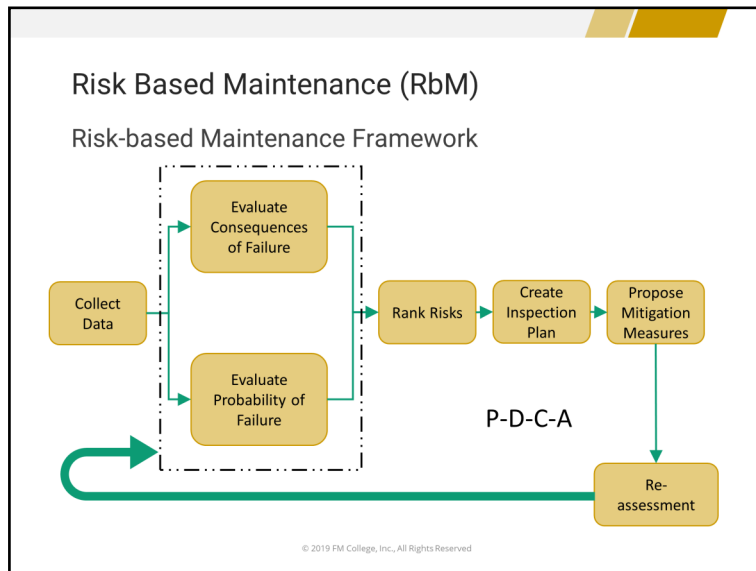 Risk Based Maintenance (RbM)
Risk-based Maintenance Framework
Evaluate
Consequences
of Failure
Collect
Data
Rank Risks
Create
Inspection
Plan
Propose
Mitigation
Measures
Evaluate
Probability of
Failure
P-D-C-A
Re-
assessment
© 2019 FM College, Inc., All Rights Reserved